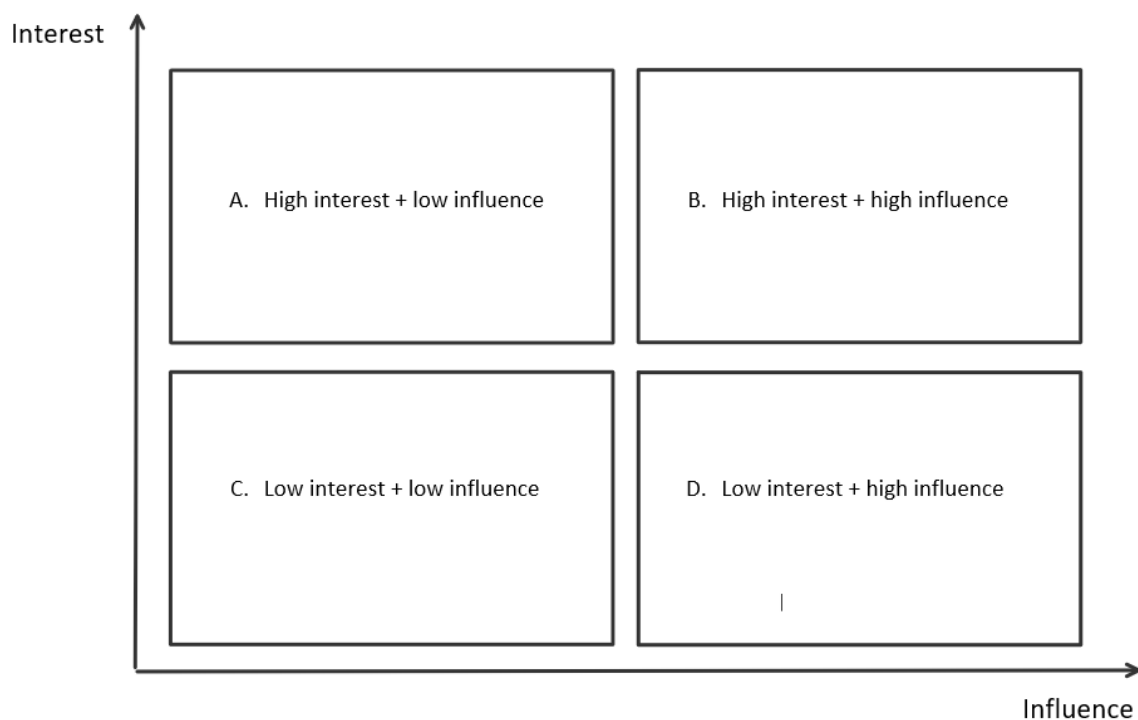 Interest
A. High interest + low influence
B. High interest + high influence
C. Low interest + low influence
D. Low interest + high influence
Influence